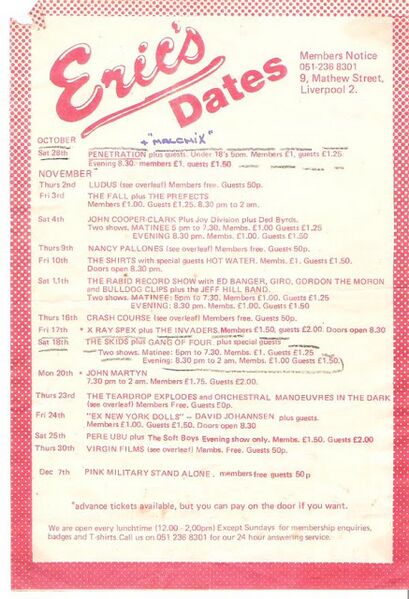 Eric's
Dates
Members Notice
051-236 8301
9, Mathew Street,
Liverpool 2.
+ "MALCHIX"
OCTOBER
Sat 28th PENETRATION plus guests. Under 18's 5pm. Members £1, guests £1.25.
Evening 8.30. members £1. guests £1.50
NOVEMBER
Thurs 2nd LUDUS (see overleaf) Members free. Guests 50p.
Fri 3rd THE FALL plus THE PREFECTS
Members £1.00. Guests £1.25. 8.30 pm to 2 am.
Sat 4th JOHN COOPER-CLARK Plus Joy Division plus Ded Byrds.
Two shows. MATINEE 5 pm to 7.30 pm. Membs. £1.00 Guests £1.25
EVENING 8.30 pm. Membs. £1.00. Guests £1.50
Thurs 9th NANCY PALLONES (see overleaf) Members free. Guests 50p.
Fri 10th THE SHIRTS with special guests HOT WATER. Membs. £1. Guests £1.50
Doors open 8.30 pm.
Sat 1.1th THE RABID RECORD SHOW with ED BANGER, GIRO, GORDON THE MORON
and BULLDOG CLIPS plus the JEFF HILL BAND.
Two shows. MATINEE: 5pm to 7.30 pm. Membs. £1.00 Guests £1.25
EVENING: 8.30 pm. Membs. £1.00. Guests £1.50
Thurs 16th CRASH COURSE (see overleaf) Members free. Guests 50p.
Fri 17th * X RAY SPEX plus THE INVADERS. Members £1.50, guests £2.00 Doors open 8.30
Sat 18th THE SKIDS plus GANG OF FOUR, plus special guests
Two shows. Matinee: 5pm to 7.30. Membs. £1. Guests £1.25
Evening: 8.30 pm to 2 am. Membs. £1.00 Guests £1.50.
Mon 20th * JOHN MARTYN
7.30 pm to 2 am. Members £1.75. Guests £2.00.
Thurs 23rd THE TEARDROP EXPLODES and ORCHESTRAL MANOEUVRES IN THE DARK
(see overleaf) Members Free. Guests E0p.
Fri 24th "EX NEW YORK DOLLS" — DAVID JOHANNSEN plus guests.
Members £1.00. Guests £1.50. Doors open 8.30
Sat 25th PERE UBU plus The Soft Boys Evening show only. Membs. £1.50. Guests £2.00
Thurs 30th VIRGIN FILMS (see overleaf) Membs. Free. Guests 50p.
Dec 7th PINK MILITARY STAND ALONE. members free guests 50p
*advance tickets available, but you can pay on the door if you want.
We are open every lunchtime (12.00 - 2,00pm) Except Sundays for membership enquiries,
badges and T-shirts. Call us on 051 236 8301 for our 24 hour answering service.